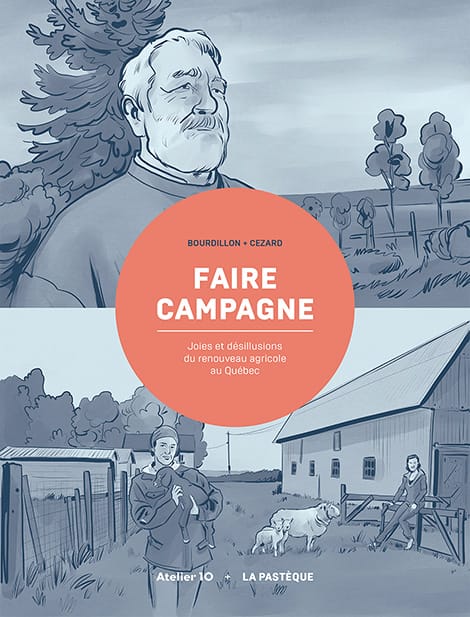 BOURDILLON + CEZARD
FAIRE
CAMPAGNE
Joies et désillusions
du renouveau agricole
au Québec
Atelier 10 + LA PASTÈQUE